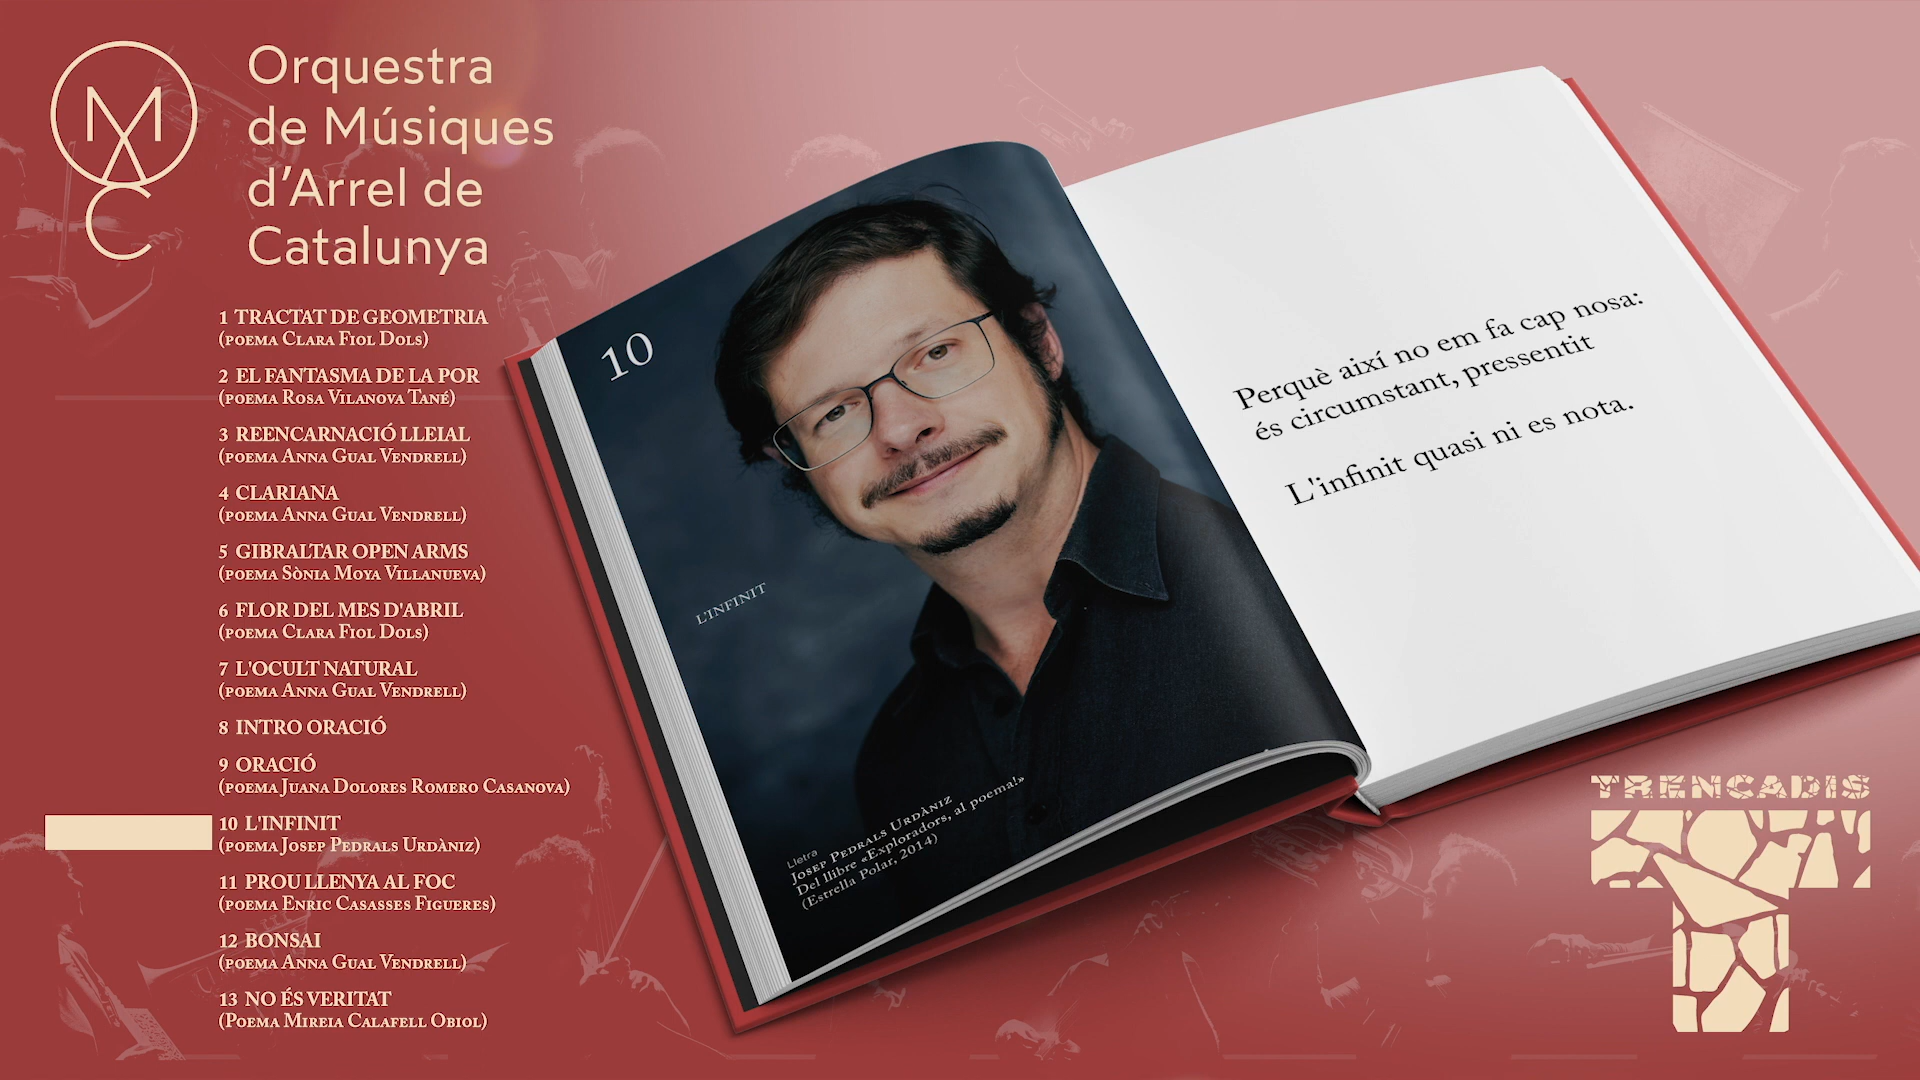 MAC
Orquestra
de Músiques
d’Arrel de
Catalunya
1 TRACTAT DE GEOMETRIA
(poema Clara Fiol Dols)
2 EL FANTASMA DE LA POR
(poema Rosa Vilanova Tané)
3 REENCARNACIÓ LLEIAL
(poema Anna Gual Vendrell)
4 CLARIANA
(poema Anna Gual Vendrell)
5 GIBRALTAR OPEN ARMS
(poema Sònia Moya Villanueva)
6 FLOR DEL MES D'ABRIL
(poema Clara Fiol Dols)
7 L'OCULT NATURAL
(poema Anna Gual Vendrell)
8 INTRO ORACIÓ
9 ORACIÓ
(poema Juana Dolores Romero Casanova)
10 L'INFINIT
(poema Josep Pedrals Urdàniz)
11 PROU LLENYA AL FOC
(poema Enric Casasses Figueres)
12 BONSAI
(poema Anna Gual Vendrell)
13 NO ÉS VERITAT
(Poema Mireia Calafell Obiol)
10
L'INFINIT
Lletra
Josep Pedrals Urdàniz
Del llibre «Exploradors, al poema!»
(Estrella Polar, 2014)
Perquè així no em fa cap nosa:
és circumstant, pressentit
L'infinit quasi ni es nota.
TRENCADIS